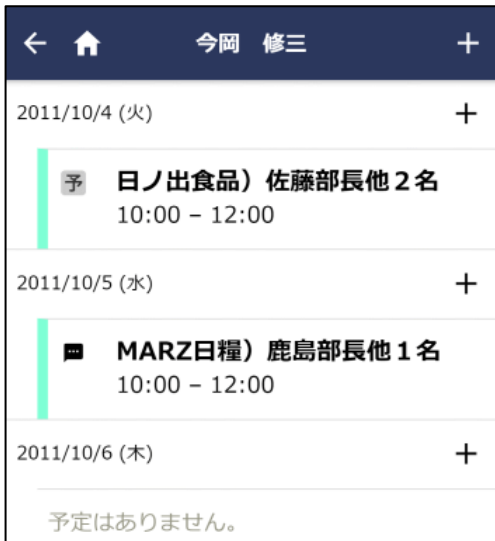 今岡　修三
2011/10/4 (火)
予 日ノ出食品）佐藤部長他２名
10:00 – 12:00
2011/10/5 (水)
MARZ日糧）鹿島部長他１名
10:00 – 12:00
2011/10/6 (木)
予定はありません。